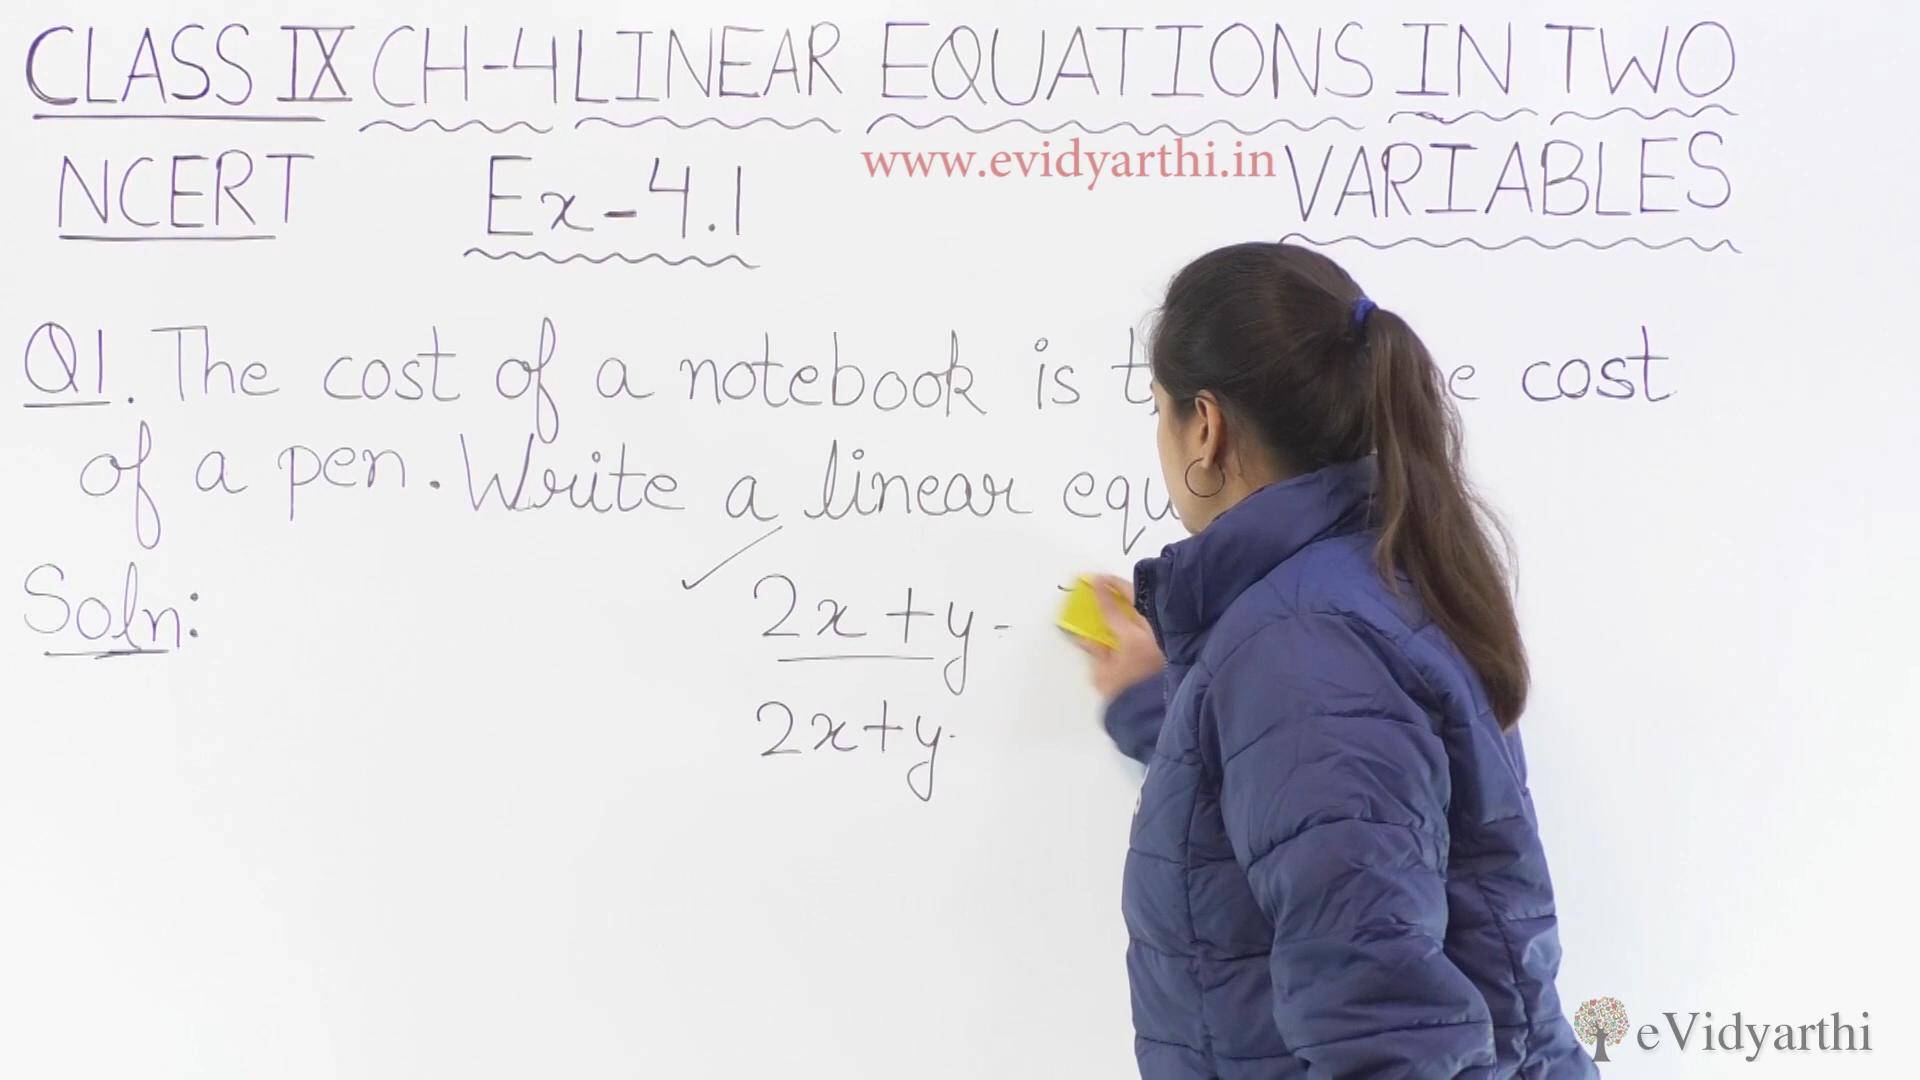 CLASS IX CH-4 LINEAR EQUATIONS IN TWO
VARIABLES
www.evidyarthi.in
NCERT Ex-4.1
Q1. The cost of a notebook is cost
of a pen. Write a linear
Soln:
2x+y-
2x+y
eVidyarthi